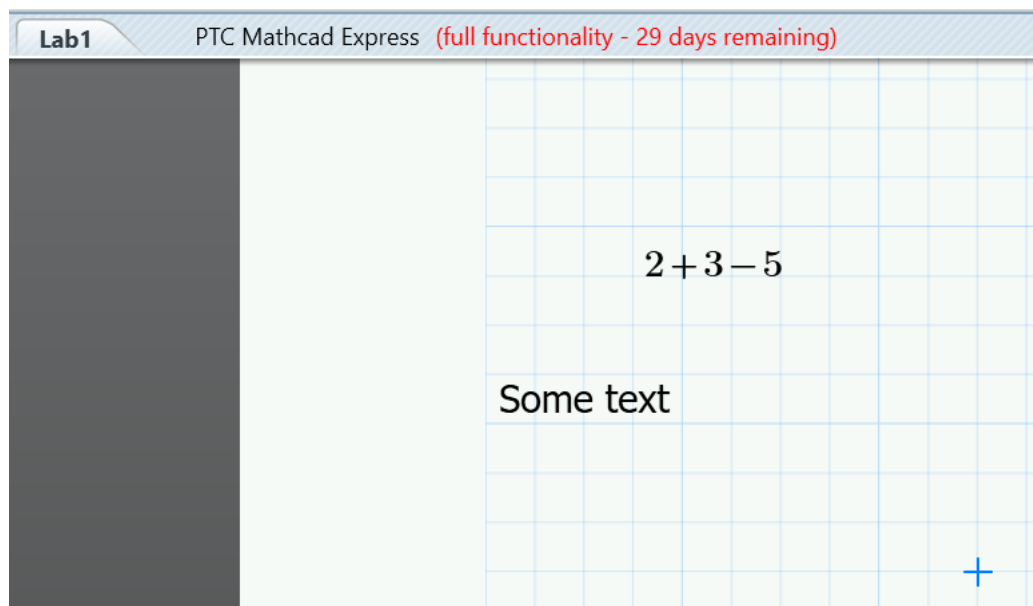 Lab1 PTC Mathcad Express (full functionality - 29 days remaining)
2+3-5
Some text